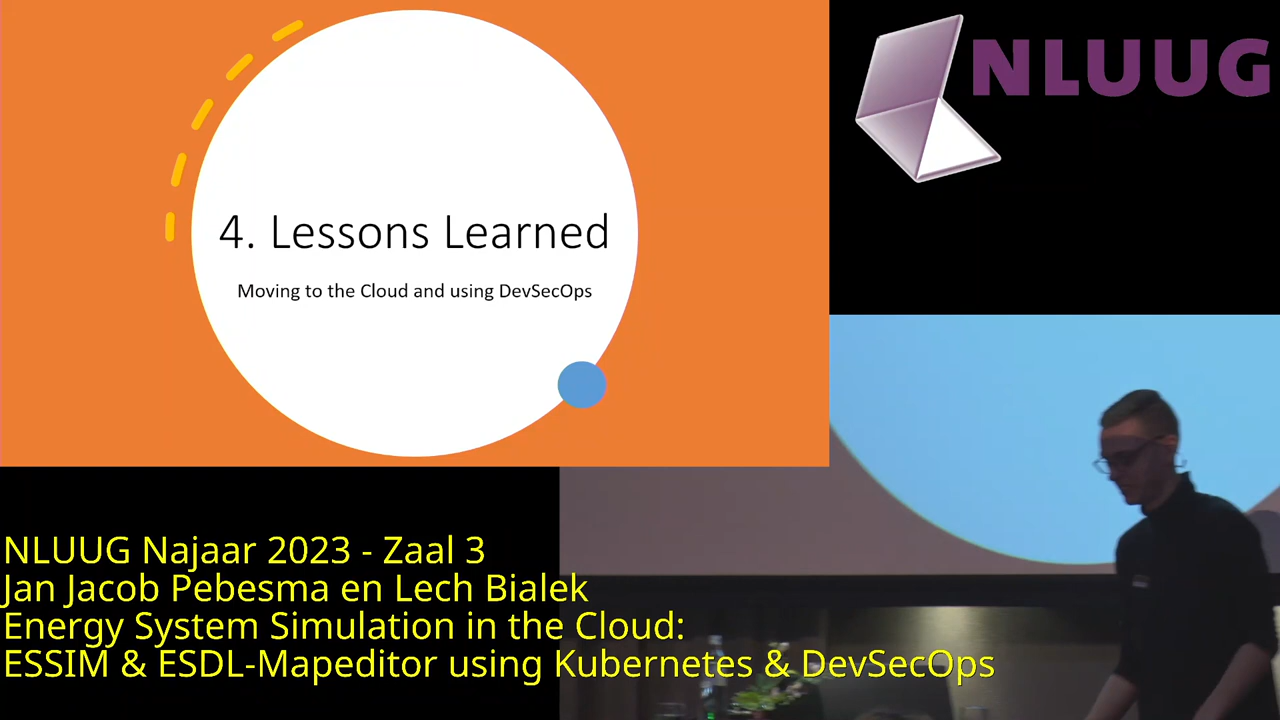 4. Lessons Learned
Moving to the Cloud and using DevSecOps
NLUUG
NLUUG Najaar 2023 - Zaal 3
Jan Jacob Pebesma en Lech Bialek
Energy System Simulation in the Cloud:
ESSIM & ESDL-Mapeditor using Kubernetes & DevSecOps